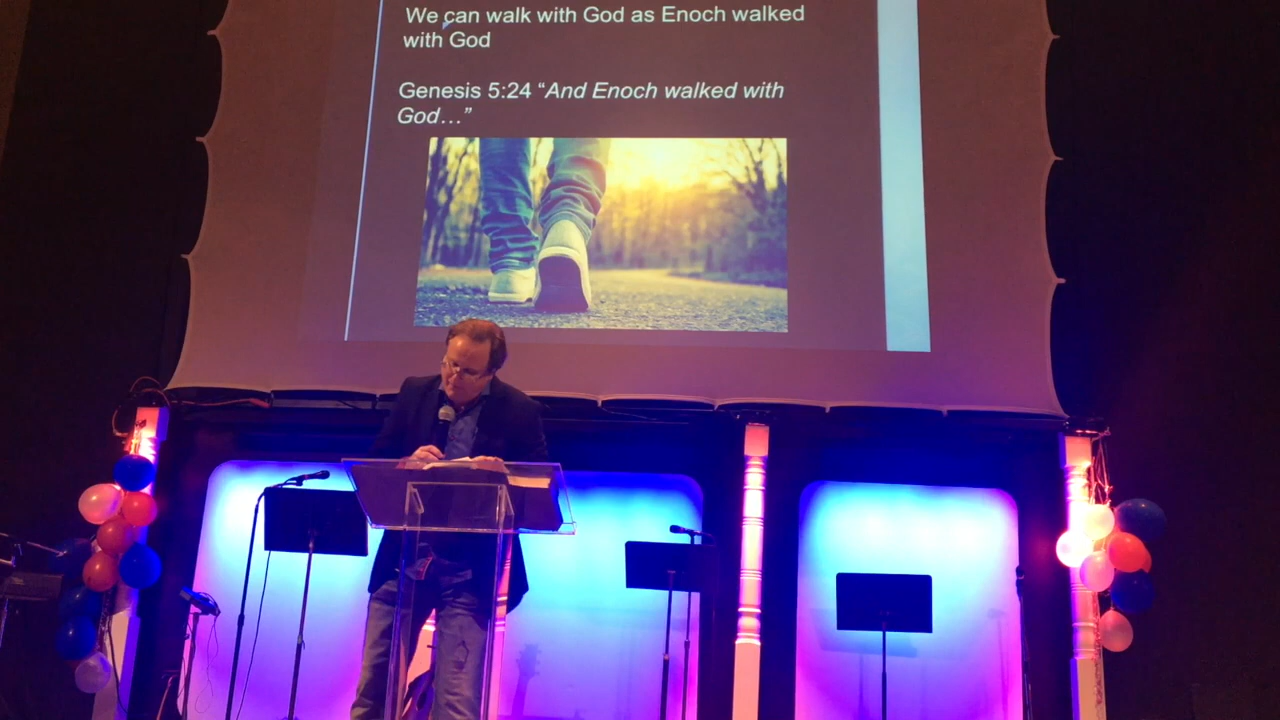 We can walk with God as Enoch walked
with God
Genesis 5:24 “And Enoch walked with
God…”